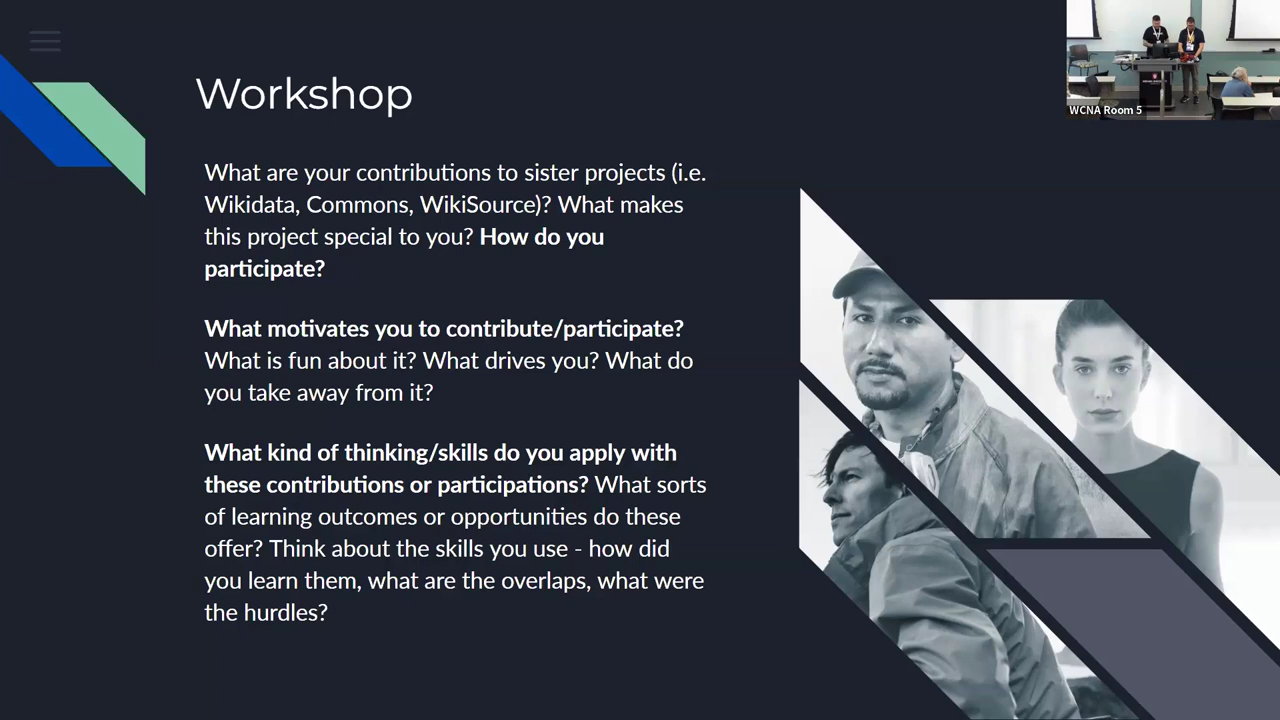 WCNA Room 5
Workshop
What are your contributions to sister projects (i.e.
Wikidata, Commons, WikiSource)? What makes
this project special to you? How do you
participate?
What motivates you to contribute/participate?
What is fun about it? What drives you? What do
you take away from it?
What kind of thinking/skills do you apply with
these contributions or participations? What sorts
of learning outcomes or opportunities do these
offer? Think about the skills you use - how did
you learn them, what are the overlaps, what were
the hurdles?